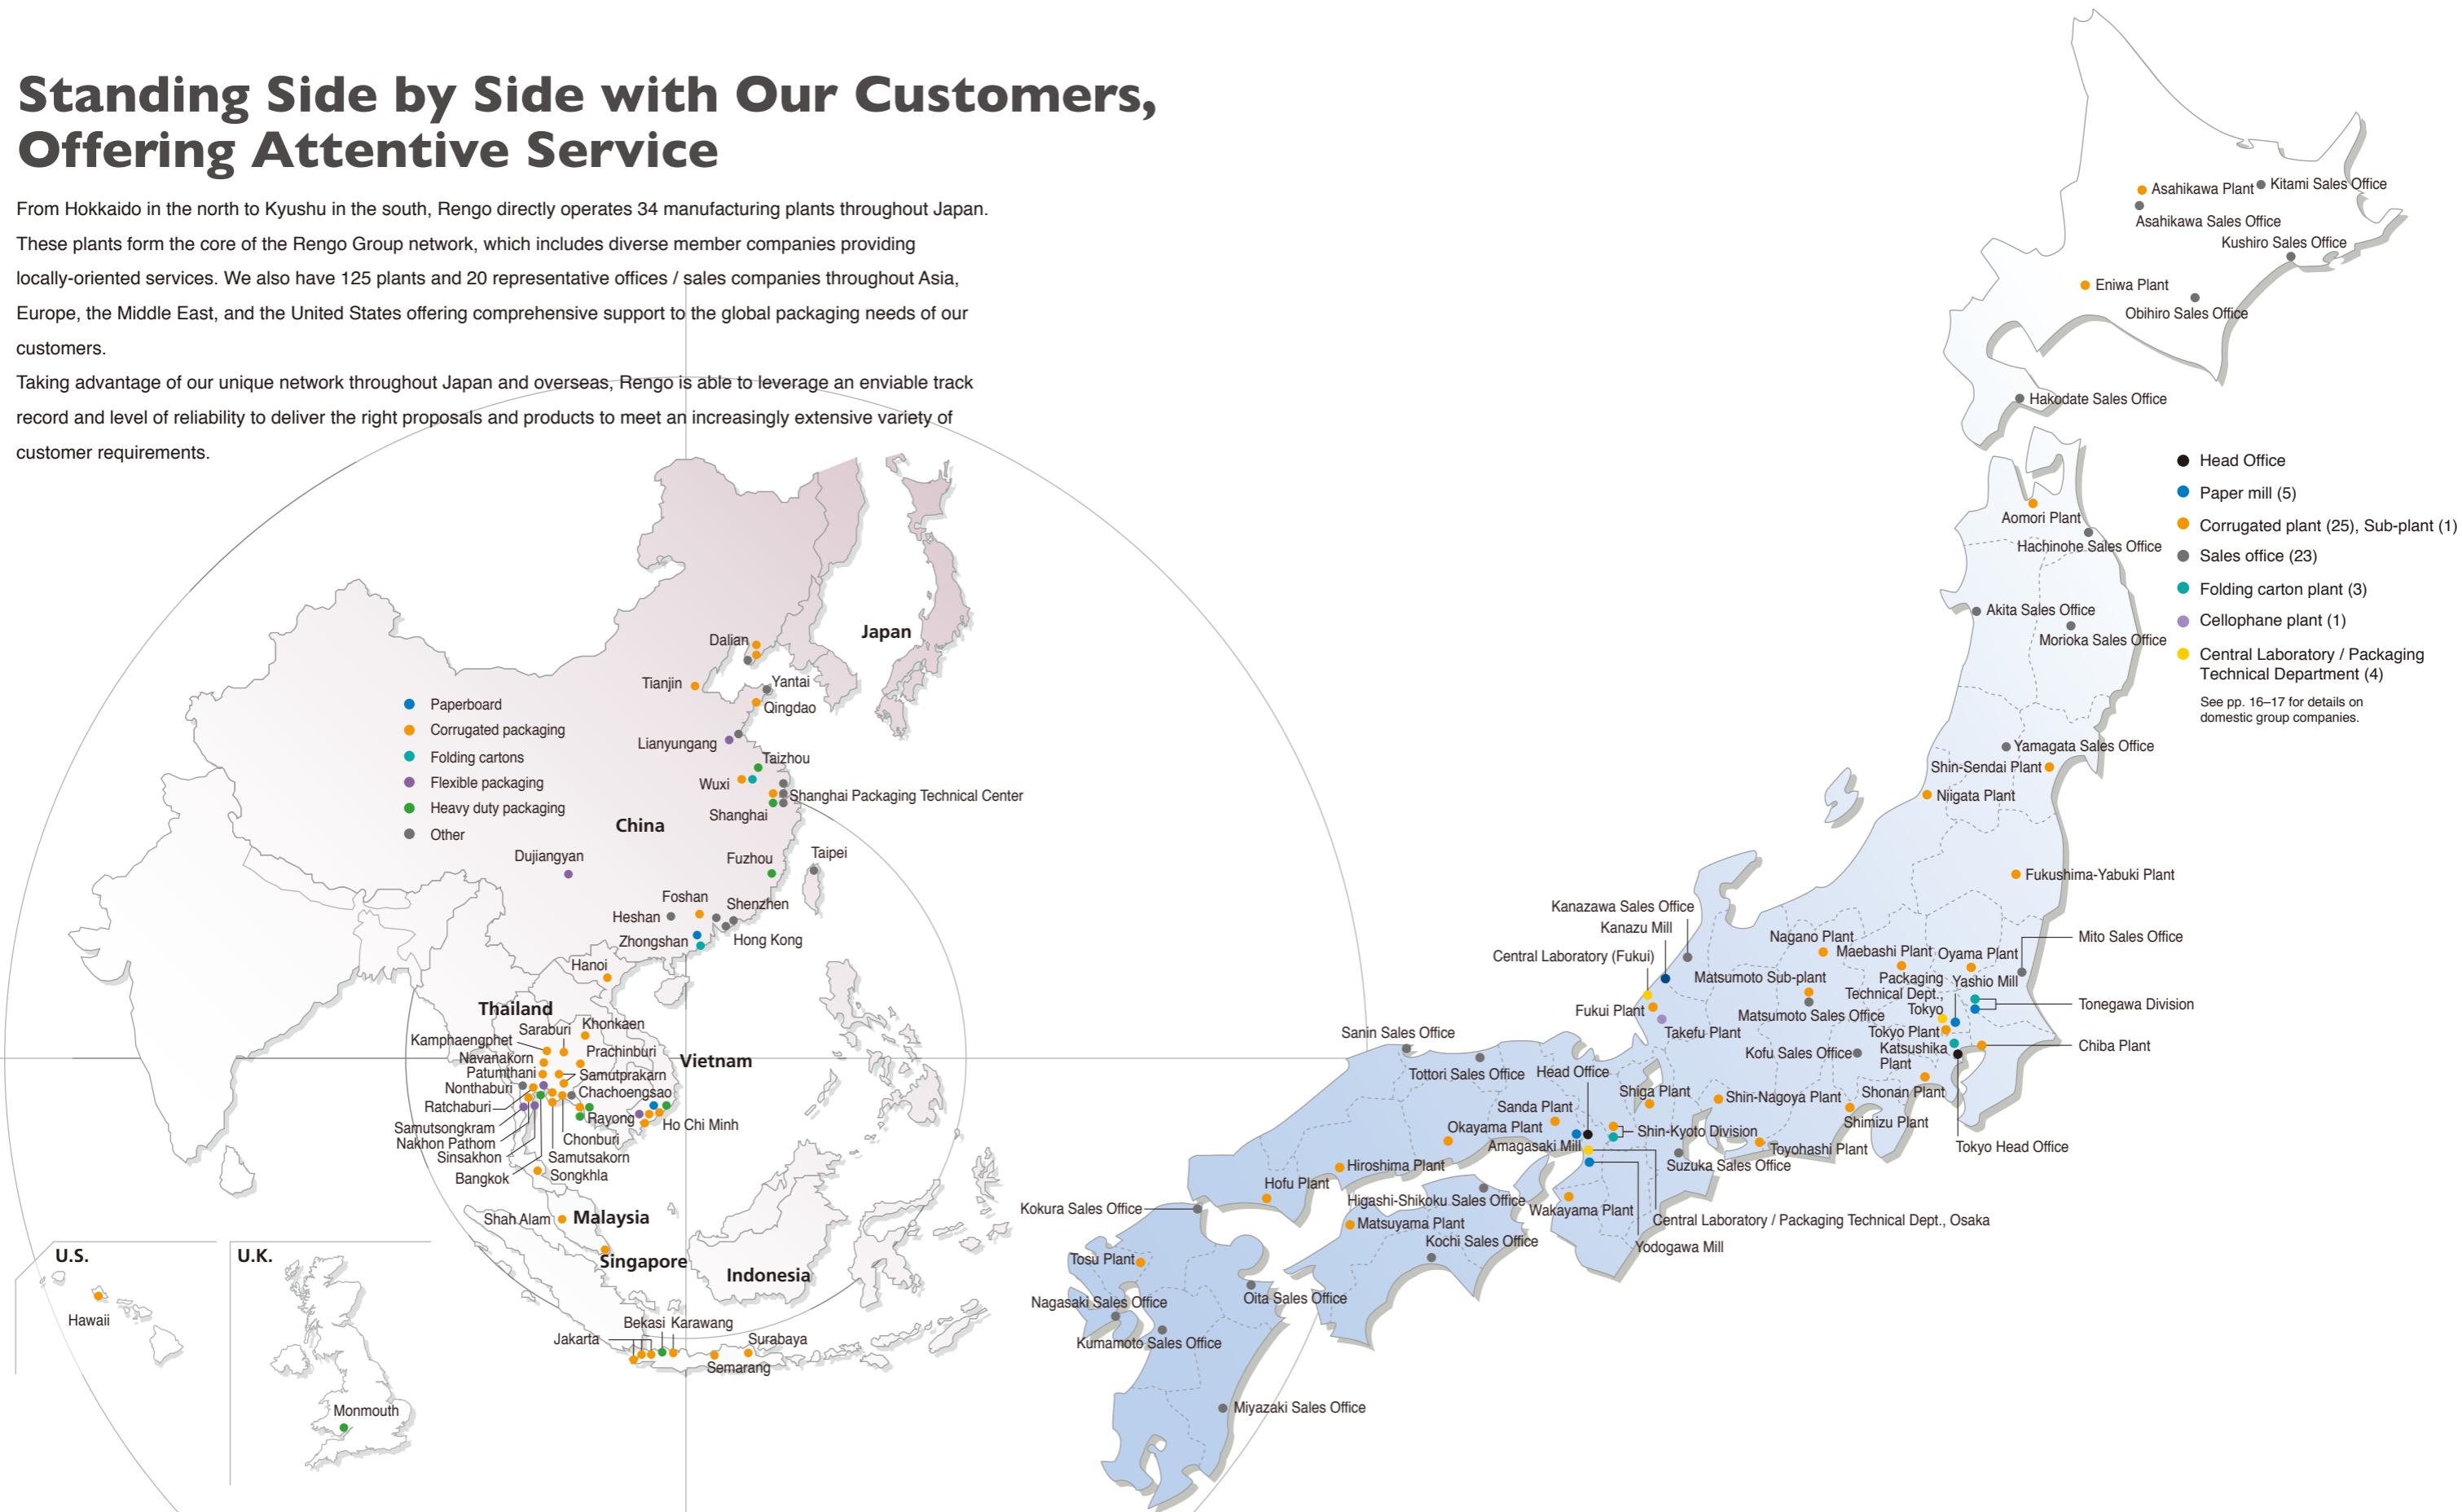 Standing Side by Side with Our Customers,
Offering Attentive Service
From Hokkaido in the north to Kyushu in the south, Rengo directly operates 34 manufacturing plants throughout Japan.
These plants form the core of the Rengo Group network, which includes diverse member companies providing
locally-oriented services. We also have 125 plants and 20 representative offices / sales companies throughout Asia,
Europe, the Middle East, and the United States offering comprehensive support to the global packaging needs of our
customers.
Taking advantage of our unique network throughout Japan and overseas, Rengo is able to leverage an enviable track
record and level of reliability to deliver the right proposals and products to meet an increasingly extensive variety of
customer requirements.
Paperboard
Corrugated packaging
Folding cartons
Flexible packaging
Heavy duty packaging
Other
Japan
Dalian
Tianjin
Yantai
Qingdao
Lianyungang
Taizhou
Wuxi
Shanghai Packaging Technical Center
Shanghai
China
Dujiangyan
Fuzhou
Taipei
Foshan
Shenzhen
Heshan
Zhongshan
Hong Kong
Hanoi
Thailand
Saraburi
Khonkaen
Kamphaengphet
Prachinburi
Vietnam
Navanakorn
Patumthani
Samutprakarn
Nonthaburi
Chachoengsao
Ratchaburi
Rayong
Ho Chi Minh
Samutsongkram
Nakhon Pathom
Chonburi
Sinsakhon
Samutsakorn
Bangkok
Songkhla
Shah Alam
Malaysia
Singapore
Indonesia
Bekasi
Karawang
Jakarta
Surabaya
Semarang
U.S.
Hawaii
U.K.
Monmouth
Head Office
Paper mill (5)
Corrugated plant (25), Sub-plant (1)
Sales office (23)
Folding carton plant (3)
Cellophane plant (1)
Central Laboratory / Packaging
Technical Department (4)
See pp. 16–17 for details on
domestic group companies.
Asahikawa Plant
Kitami Sales Office
Asahikawa Sales Office
Kushiro Sales Office
Eniwa Plant
Obihiro Sales Office
Hakodate Sales Office
Aomori Plant
Hachinohe Sales Office
Akita Sales Office
Morioka Sales Office
Yamagata Sales Office
Shin-Sendai Plant
Niigata Plant
Fukushima-Yabuki Plant
Kanazawa Sales Office
Kanazu Mill
Central Laboratory (Fukui)
Nagano Plant
Maebashi Plant
Oyama Plant
Mito Sales Office
Matsumoto Sub-plant
Packaging
Technical Dept.,
Tokyo
Yashio Mill
Tonegawa Division
Fukui Plant
Matsumoto Sales Office
Takefu Plant
Tokyo Plant
Katsushika
Plant
Kofu Sales Office
Chiba Plant
Sanin Sales Office
Tottori Sales Office
Head Office
Shiga Plant
Shin-Nagoya Plant
Shonan Plant
Sanda Plant
Shimizu Plant
Okayama Plant
Shin-Kyoto Division
Amagasaki Mill
Toyohashi Plant
Tokyo Head Office
Suzuka Sales Office
Hiroshima Plant
Hofu Plant
Higashi-Shikoku Sales Office
Wakayama Plant
Kokura Sales Office
Matsuyama Plant
Central Laboratory / Packaging Technical Dept., Osaka
Kochi Sales Office
Yodogawa Mill
Tosu Plant
Nagasaki Sales Office
Oita Sales Office
Kumamoto Sales Office
Miyazaki Sales Office